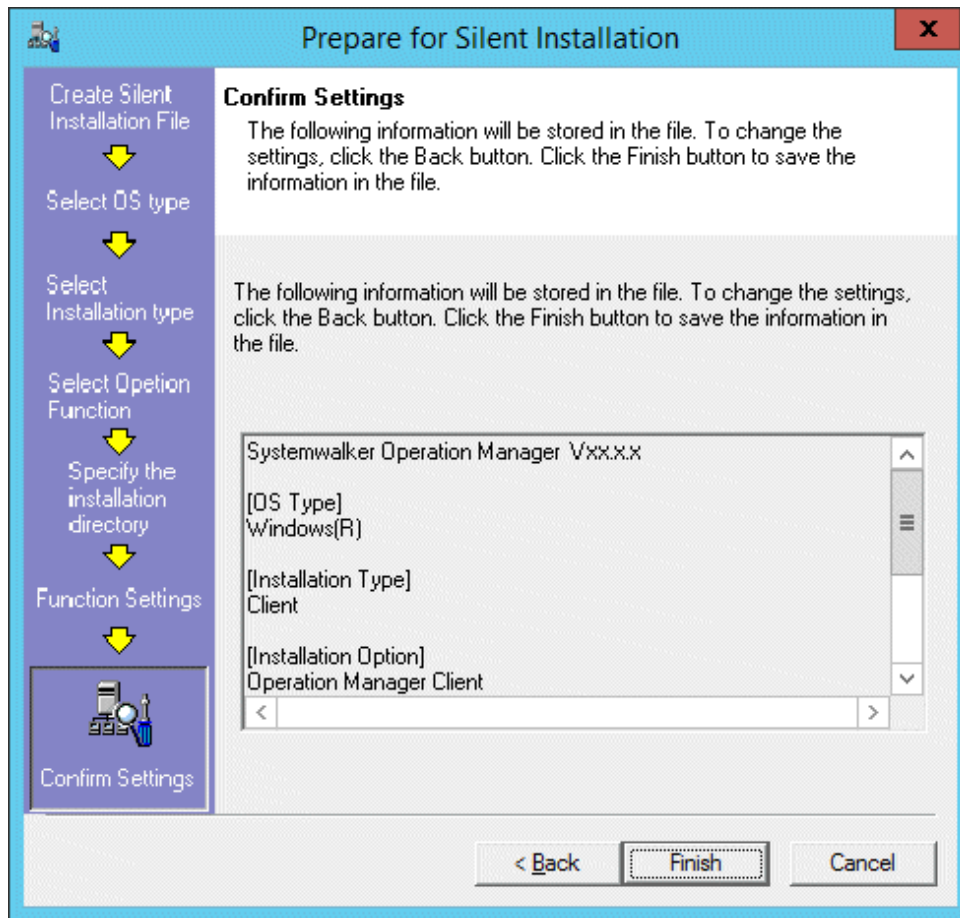 Prepare for Silent Installation
x
Create Silent
Installation File
Select OS type
Select
Installation type
Select Opetion
Function
Specify the
installation
directory
Function Settings
Confirm Settings
Confirm Settings
The following information will be stored in the file. To change the
settings, click the Back button. Click the Finish button to save the
information in the file.
The following information will be stored in the file. To change the settings,
click the Back button. Click the Finish button to save the information in
the file.
Systemwalker Operation Manager Vxx.x.x
[OS Type]
Windows(R)
[Installation Type]
Client
[Installation Option]
Operation Manager Client
< Back
Finish
Cancel